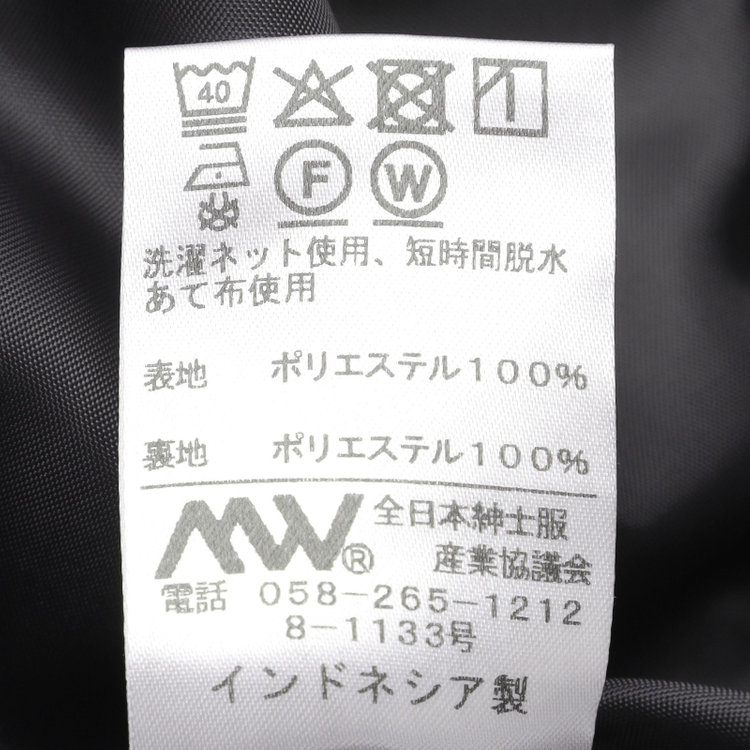 40
F W
洗濯ネット使用、短時間脱水
あて布使用
表地 ポリエステル100%
裏地 ポリエステル100%
MW® 全日本紳士服
産業協議会
電話 058-265-1212
8-1133号
インドネシア製